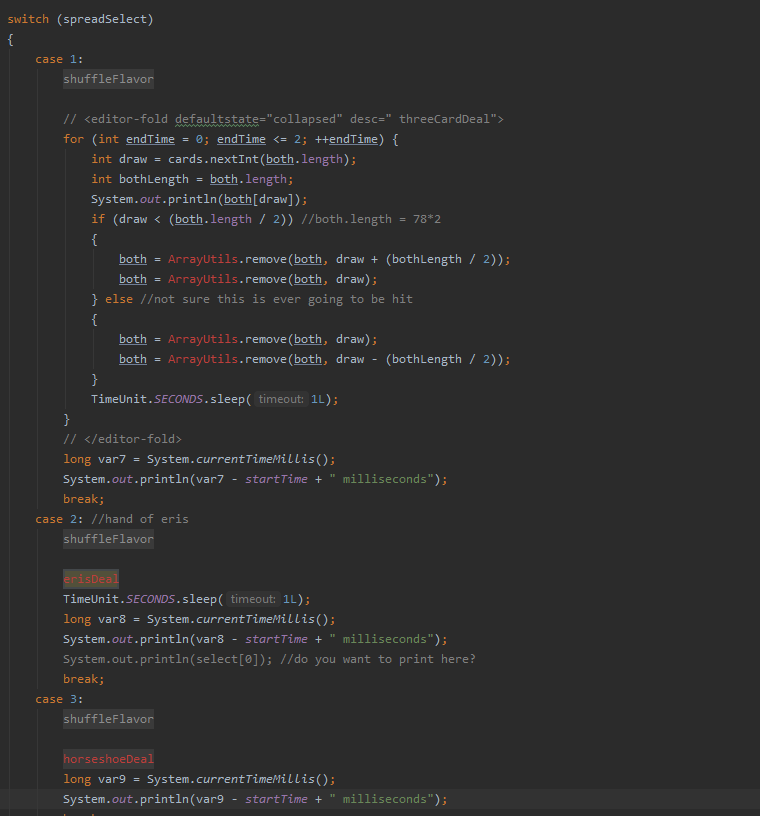 switch (spreadSelect)
{
case 1:
shuffleFlavor
// <editor-fold defaultstate="collapsed" desc=" threeCardDeal">
for (int endTime = 0; endTime <= 2; ++endTime) {
int draw = cards.nextInt(both.length);
int bothLength = both.length;
System.out.println(both[draw]);
if (draw < (both.length / 2)) //both.length = 78*2
{
both = ArrayUtils.remove(both, draw + (bothLength / 2));
both = ArrayUtils.remove(both, draw);
} else //not sure this is ever going to be hit
{
both = ArrayUtils.remove(both, draw);
both = ArrayUtils.remove(both, draw - (bothLength / 2));
}
TimeUnit.SECONDS.sleep( timeout: 1L);
}
// </editor-fold>
long var7 = System.currentTimeMillis();
System.out.println(var7 - startTime + " milliseconds");
break;
case 2: //hand of eris
shuffleFlavor
erisDeal
TimeUnit.SECONDS.sleep( timeout: 1L);
long var8 = System.currentTimeMillis();
System.out.println(var8 - startTime + " milliseconds");
System.out.println(select[0]); //do you want to print here?
break;
case 3:
shuffleFlavor
horseshoeDeal
long var9 = System.currentTimeMillis();
System.out.println(var9 - startTime + " milliseconds");